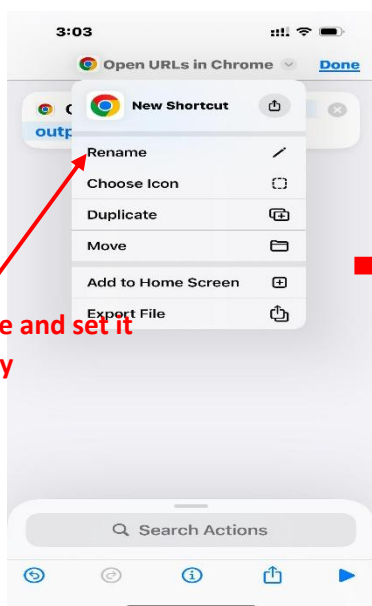 3:03
Open URLs in Chrome
Done
New Shortcut
outp
Rename
Choose Icon
Duplicate
Move
Add to Home Screen
e and set it
Export File
y
Search Actions